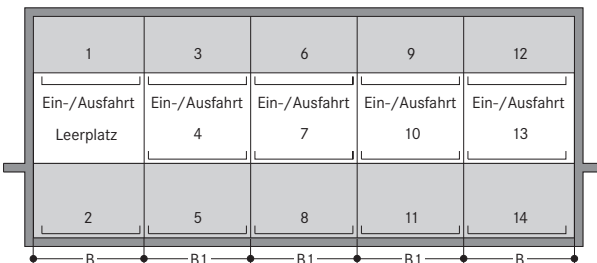 1 3 6 9 12
Ein-/Ausfahrt Ein-/Ausfahrt Ein-/Ausfahrt Ein-/Ausfahrt Ein-/Ausfahrt
Leerplatz 4 7 10 13
2 5 8 11 14
B B1 B1 B1 B